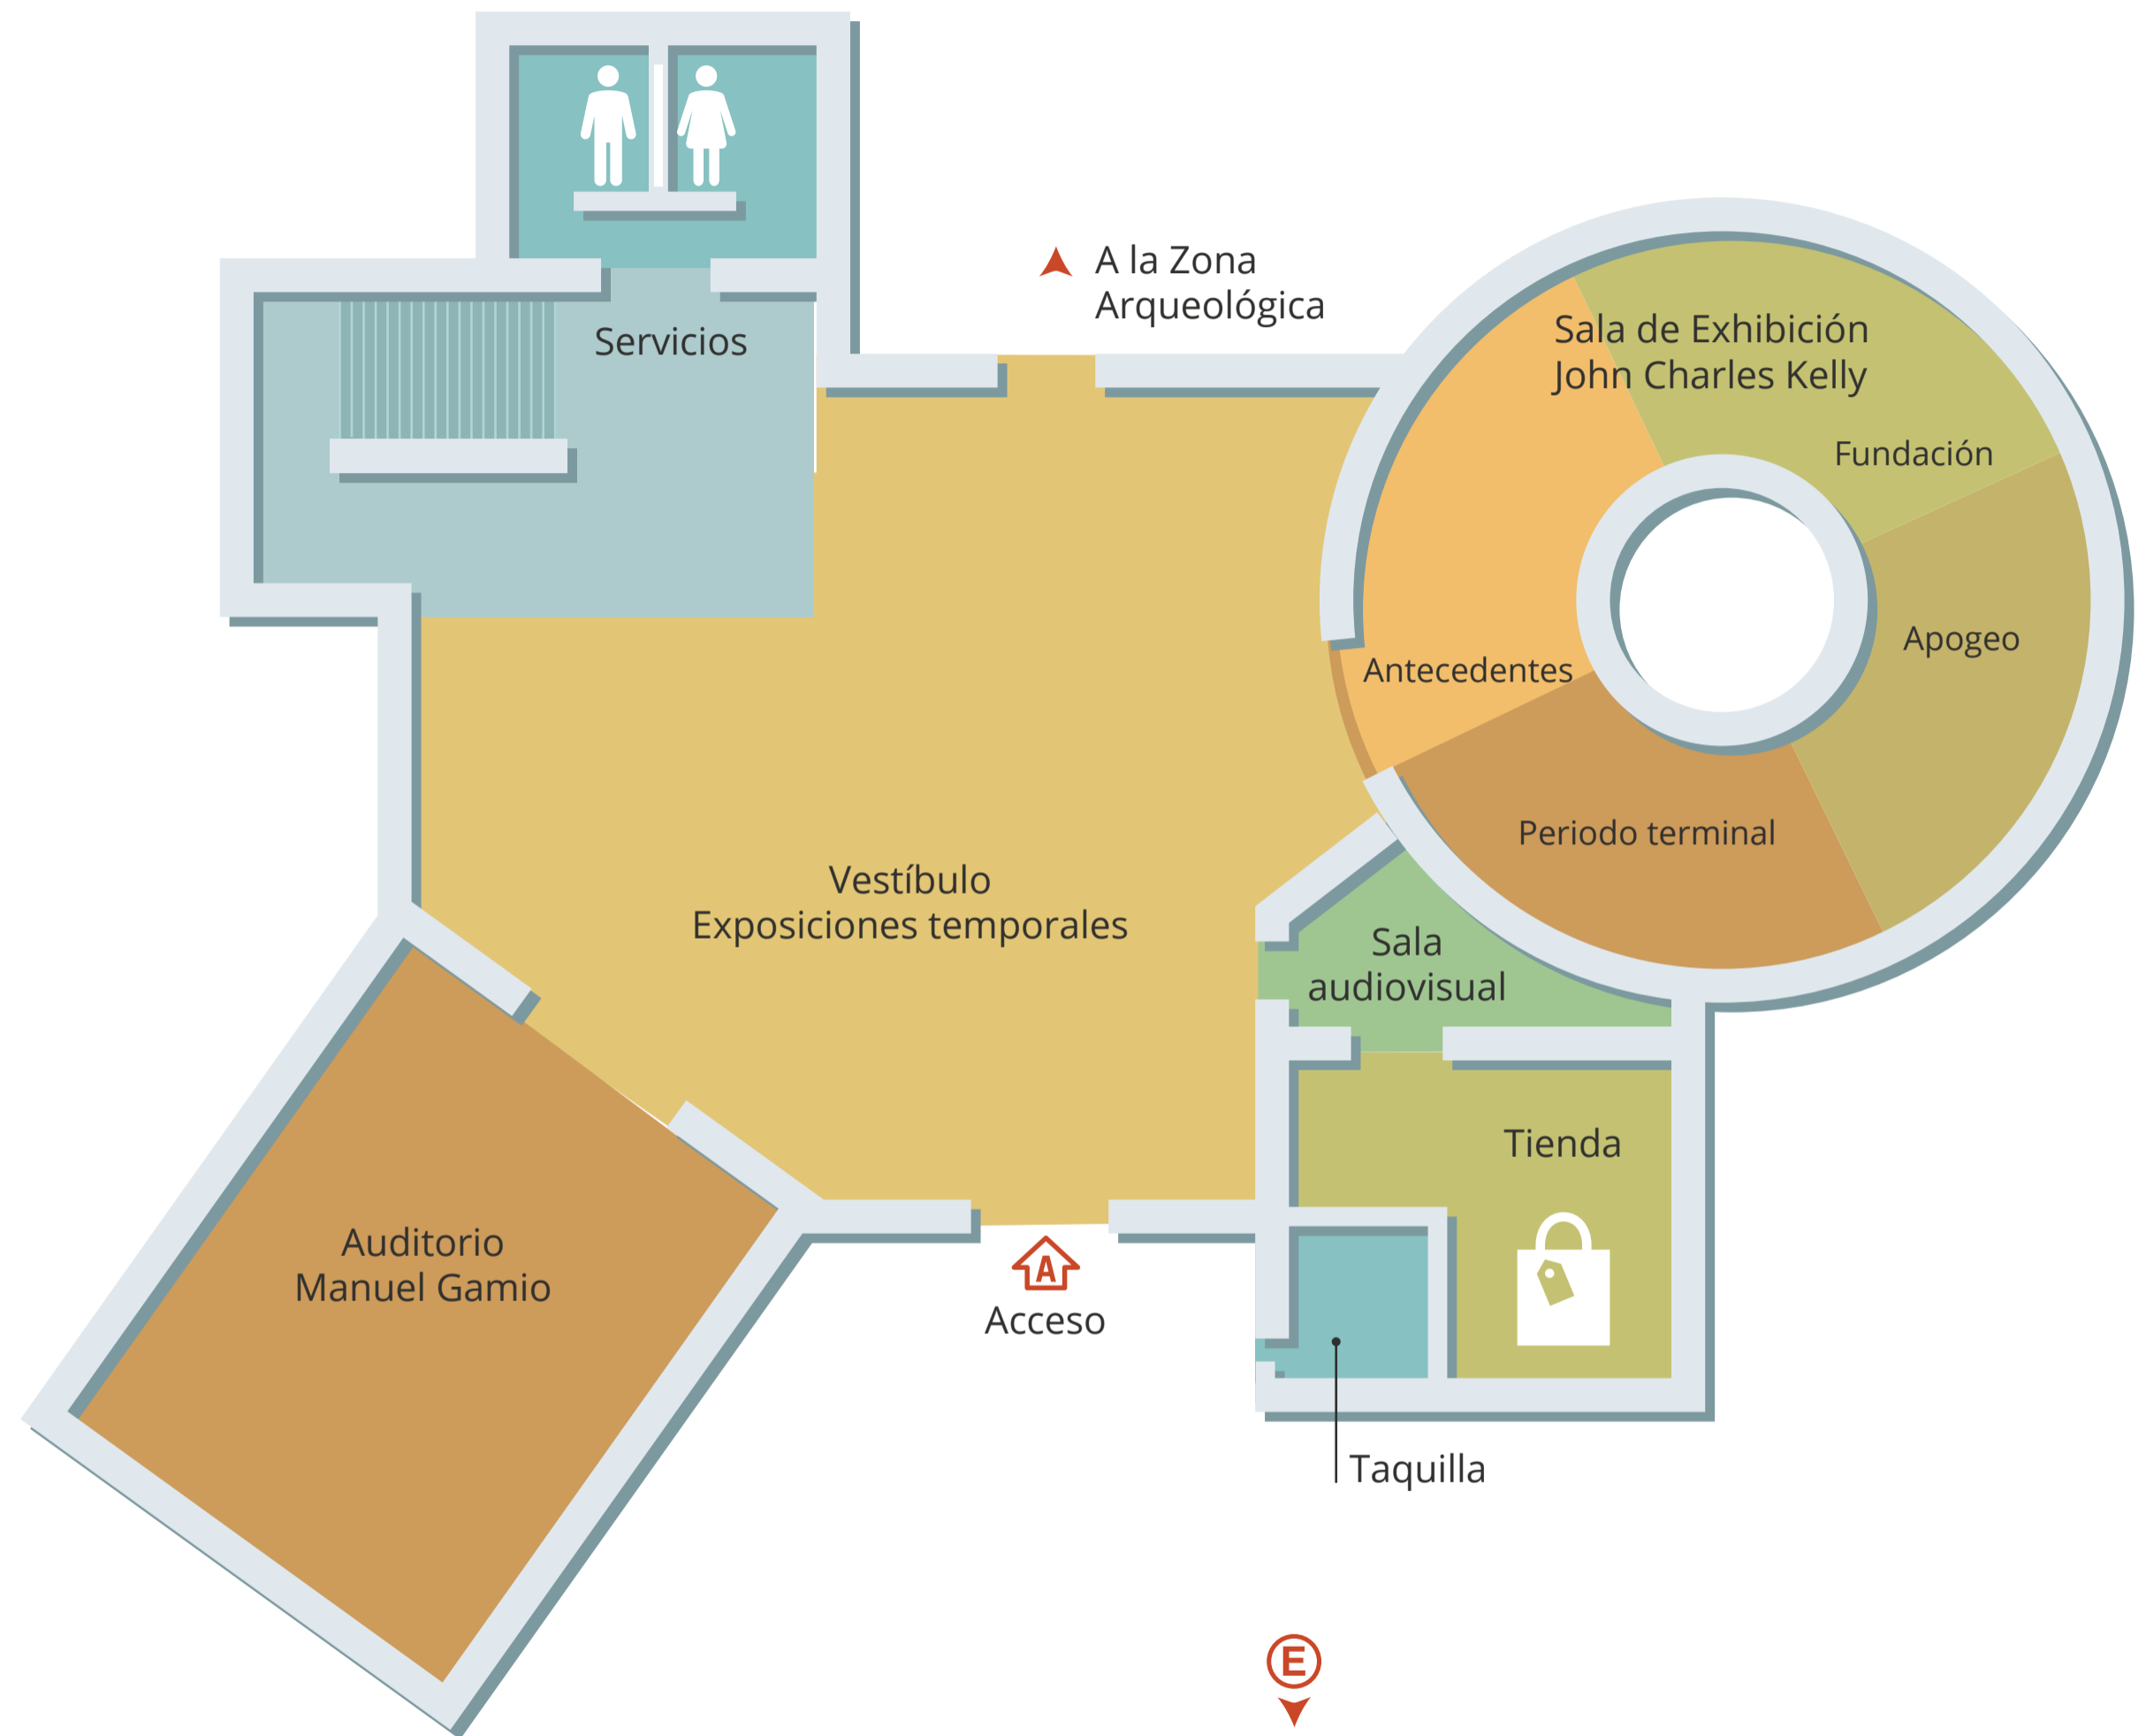 Servicios
A la Zona
Arqueológica
Sala de Exhibición
John Charles Kelly
Fundación
Apogeo
Antecedentes
Periodo terminal
Vestíbulo
Exposiciones temporales
Sala
audiovisual
Tienda
Auditorio
Manuel Gamio
A
Acceso
Taquilla
E